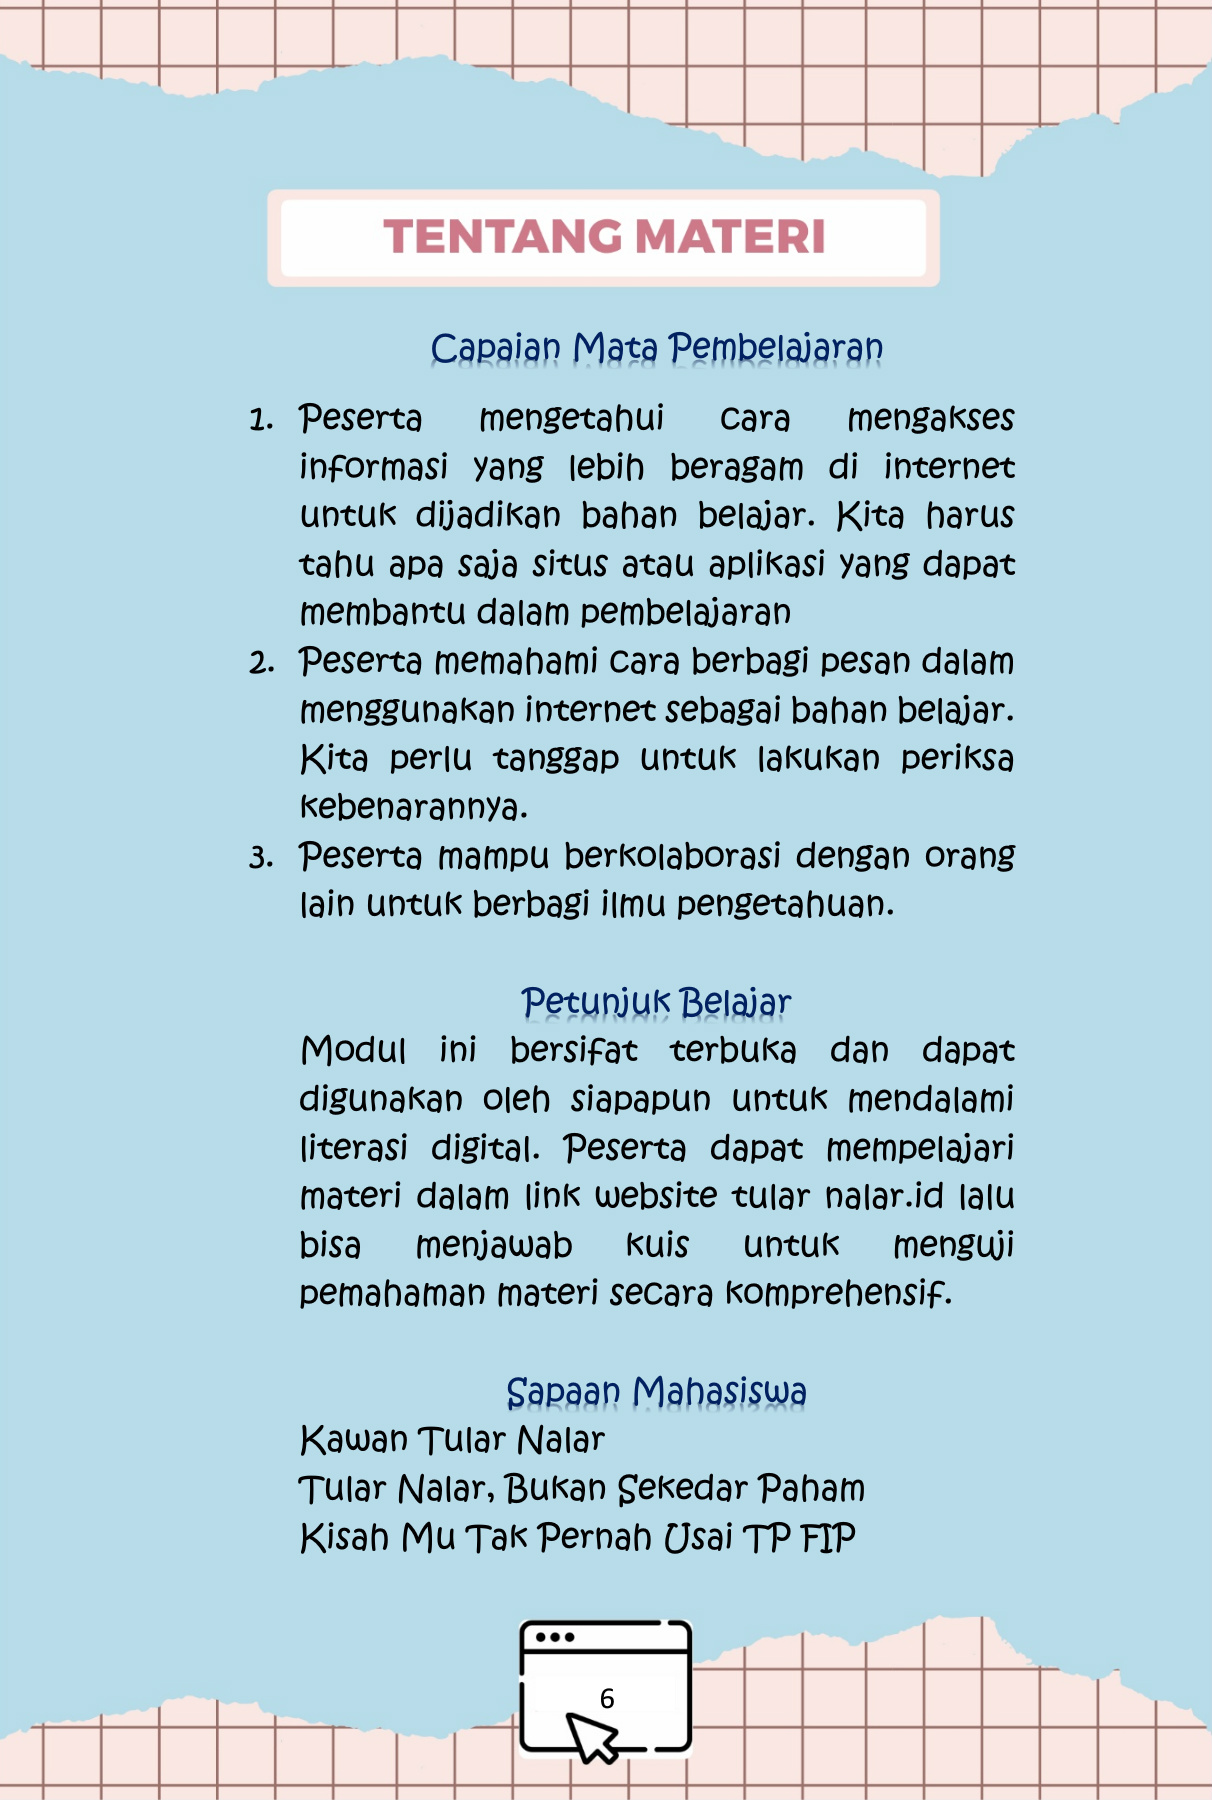 TENTANG MATERI
Capaian Mata Pembelajaran
1. Peserta mengetahui cara mengakses
informasi yang lebih beragam di internet
untuk dijadikan bahan belajar. Kita harus
tahu apa saja situs atau aplikasi yang dapat
membantu dalam pembelajaran
2. Peserta memahami cara berbagi pesan dalam
menggunakan internet sebagai bahan belajar.
Kita perlu tanggap untuk lakukan periksa
kebenarannya.
3. Peserta mampu berkolaborasi dengan orang
lain untuk berbagi ilmu pengetahuan.
Petunjuk Belajar
Modul ini bersifat terbuka dan dapat
digunakan oleh siapapun untuk mendalami
literasi digital. Peserta dapat mempelajari
materi dalam link website tular nalar.id lalu
bisa menjawab kuis untuk menguji
pemahaman materi secara komprehensif.
Sapaan Mahasiswa
Kawan Tular Nalar
Tular Nalar, Bukan Sekedar Paham
Kisah Mu Tak Pernah Usai TP FIP
6